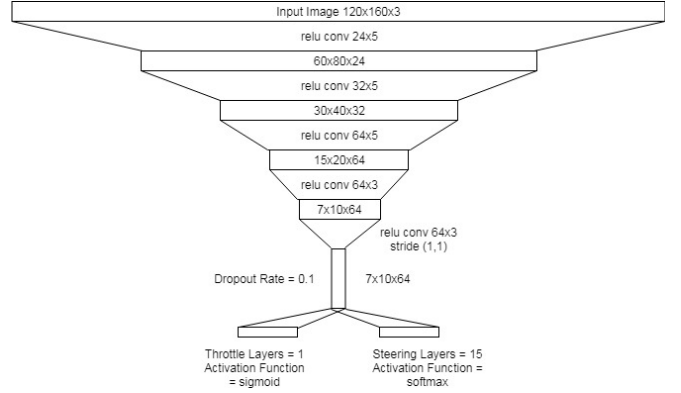 Input Image 120x160x3
relu conv 24x5
60x80x24
relu conv 32x5
30x40x32
relu conv 64x5
15x20x64
relu conv 64x3
7x10x64
relu conv 64x3
stride (1,1)
Dropout Rate = 0.1
7x10x64
Throttle Layers = 1
Activation Function
= sigmoid
Steering Layers = 15
Activation Function =
softmax